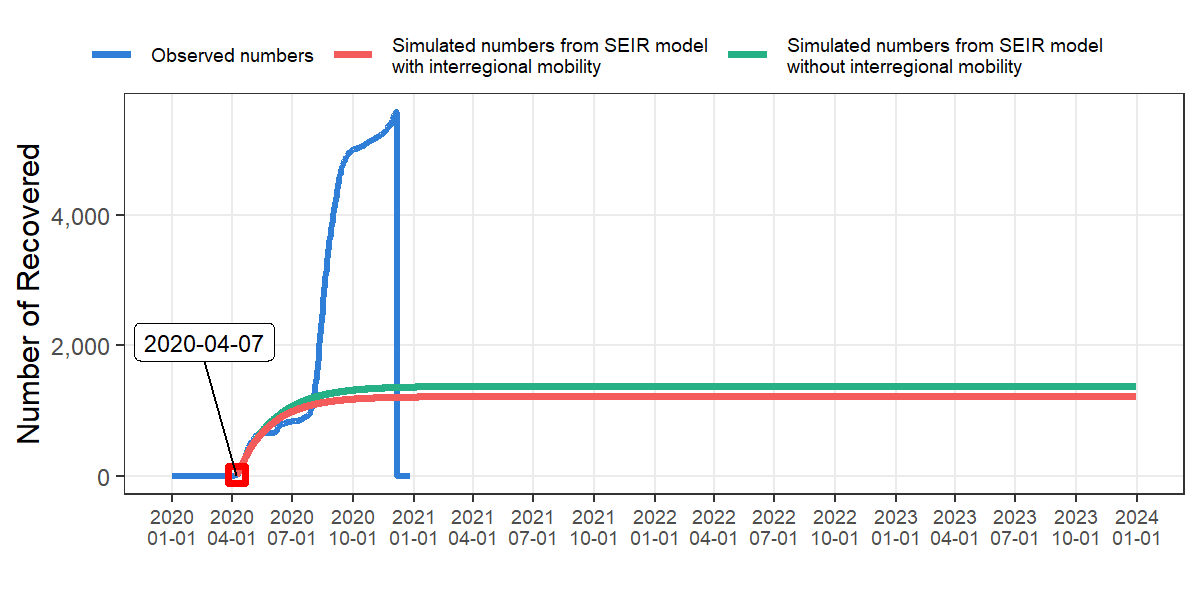 Observed numbers
Simulated numbers from SEIR model
with interregional mobility
Simulated numbers from SEIR model
without interregional mobility
Number of Recovered
4,000
2,000
0
2020-04-07
2020 2020 2020 2020 2021 2021 2021 2021 2022 2022 2022 2022 2023 2023 2023 2023 2024
01-01 04-01 07-01 10-01 01-01 04-01 07-01 10-01 01-01 04-01 07-01 10-01 01-01 04-01 07-01 10-01 01-01